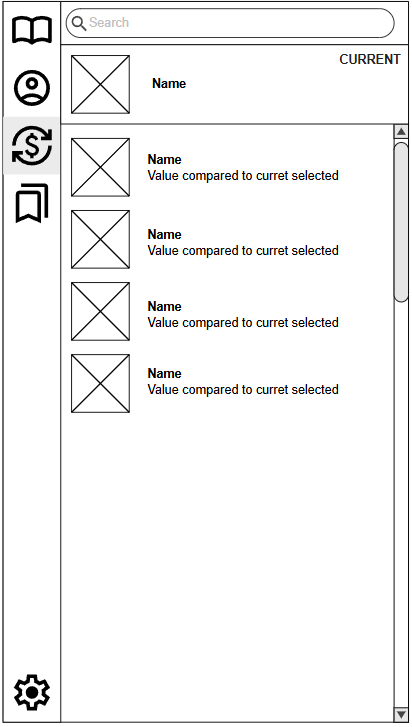 Search
CURRENT
Name
Name
Value compared to curret selected
Name
Value compared to curret selected
Name
Value compared to curret selected
Name
Value compared to curret selected